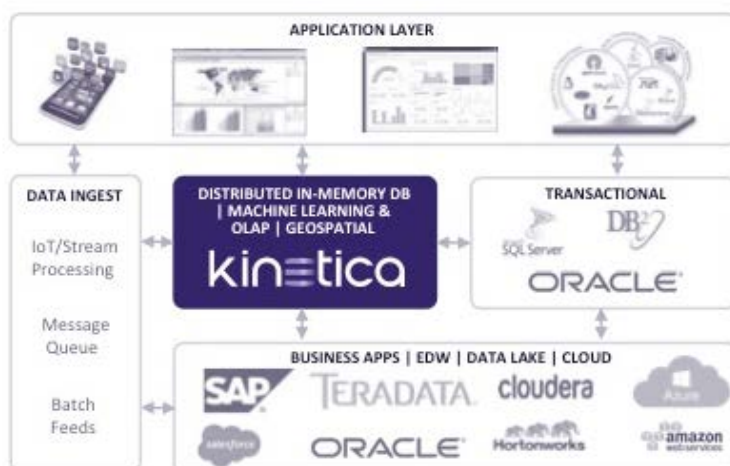 APPLICATION LAYER
DATA INGEST
IoT/Stream
Processing
Message
Queue
Batch
Feeds
DISTRIBUTED IN-MEMORY DB
| MACHINE LEARNING &
OLAP | GEOSPATIAL
kinetica
TRANSACTIONAL
SQL Server
DB2
ORACLE®
BUSINESS APPS | EDW | DATA LAKE | CLOUD
SAP
TERADATA
cloudera
Azure
salesforce
ORACLE®
Hortonworks
amazon
web services